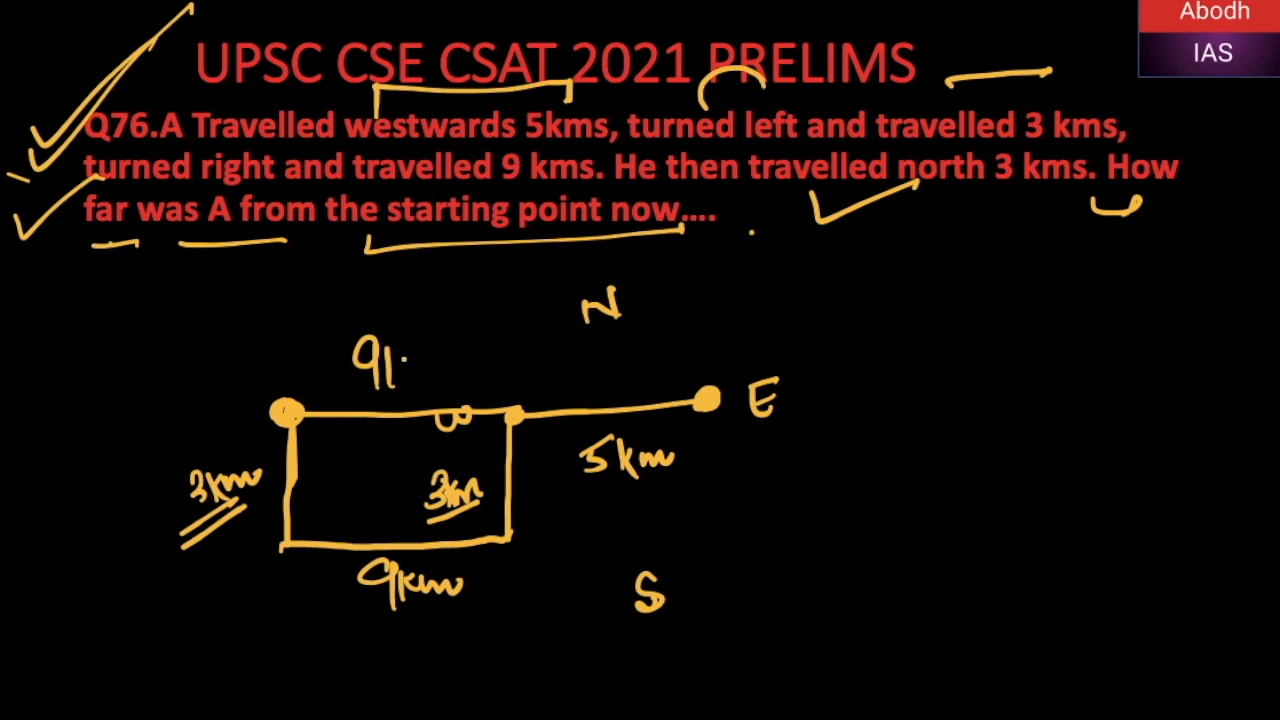 Abodh
IAS
UPSC CSE CSAT 2021 PRELIMS
Q76.A Travelled westwards 5kms, turned left and travelled 3 kms,
turned right and travelled 9 kms. He then travelled north 3 kms. How
far was A from the starting point now....
N
9
E
5km
3km
3km
9km
S